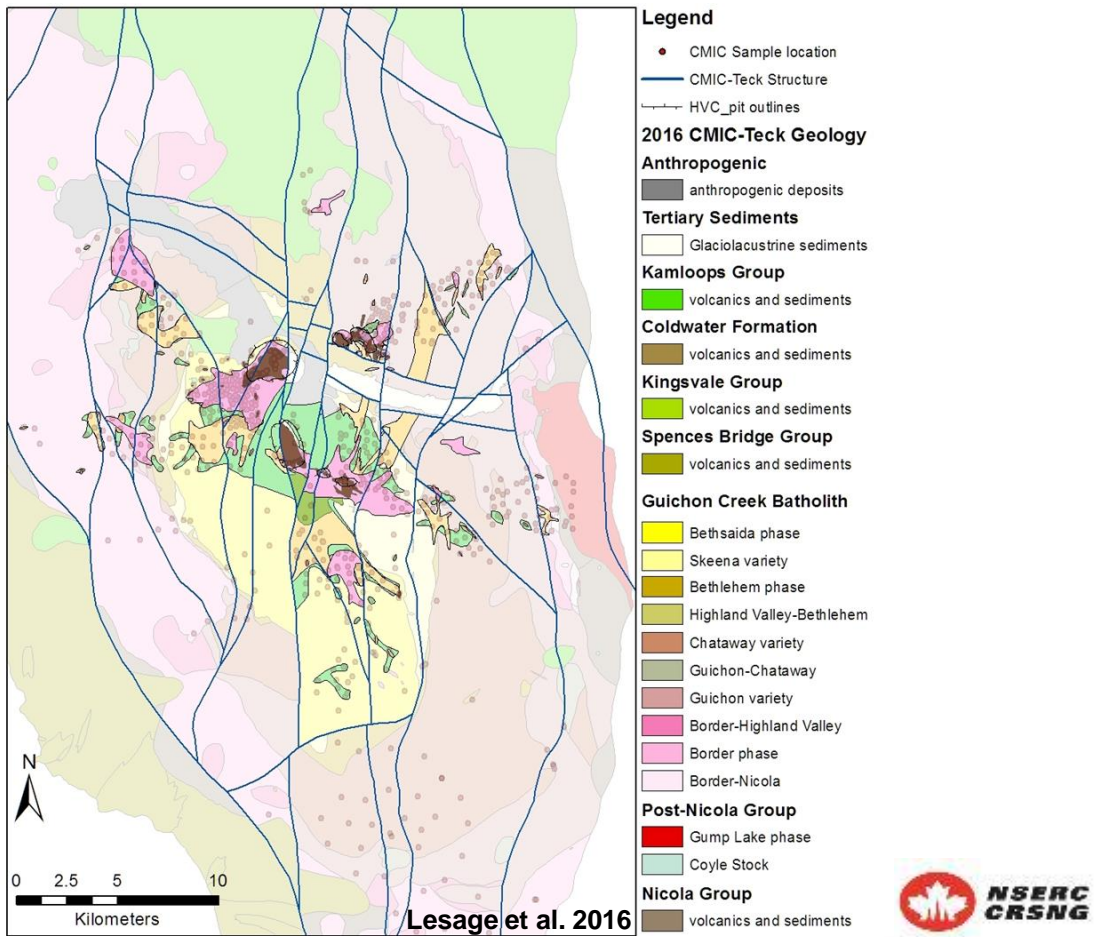 Legend
CMIC Sample location
CMIC-Teck Structure
HVC_pit outlines
2016 CMIC-Teck Geology
Anthropogenic
anthropogenic deposits
Tertiary Sediments
Glaciolacustrine sediments
Kamloops Group
volcanics and sediments
Coldwater Formation
volcanics and sediments
Kingsvale Group
volcanics and sediments
Spences Bridge Group
volcanics and sediments
Guichon Creek Batholith
Bethsaida phase
Skeena variety
Bethlehem phase
Highland Valley-Bethlehem
Chataway variety
Guichon-Chataway
Guichon variety
Border-Highland Valley
Border phase
Border-Nicola
Post-Nicola Group
Gump Lake phase
Coyle Stock
Nicola Group
volcanics and sediments
N
0 2.5 5 10
Kilometers
Lesage et al. 2016
NSERC
CRSNG